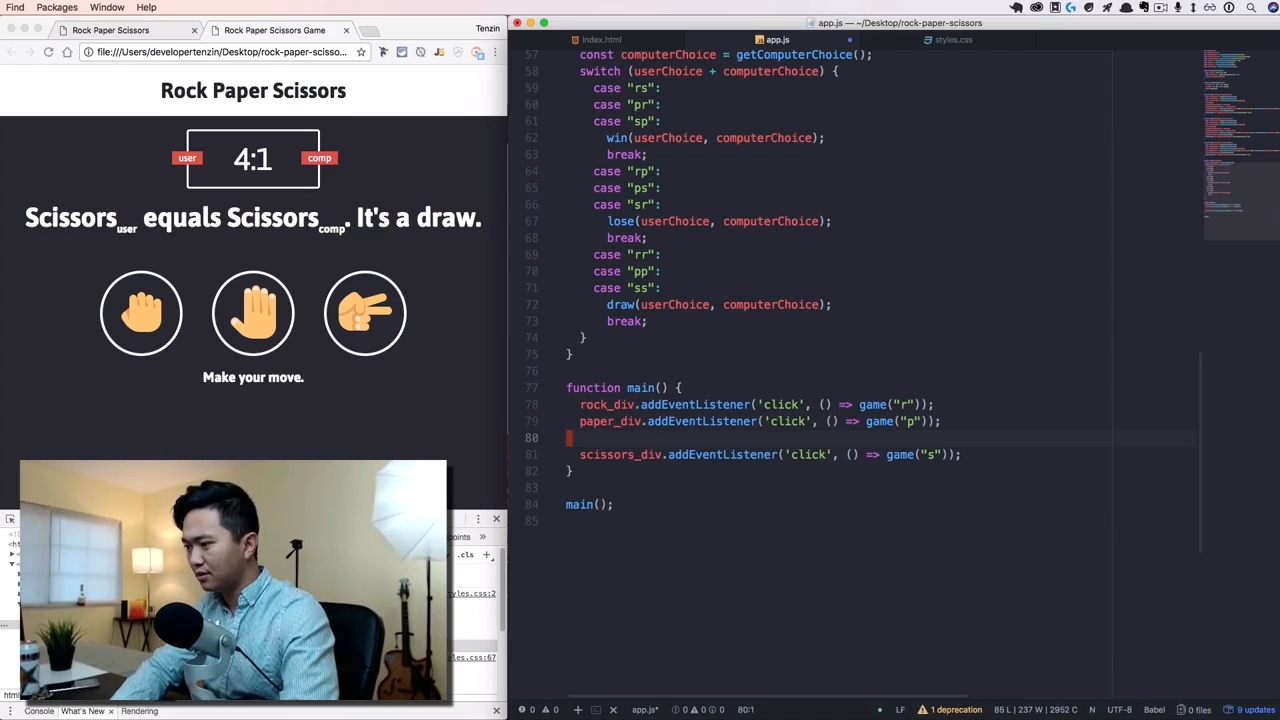 Find Packages Window Help
app.js — ~/Desktop/rock-paper-scissors
Rock Paper Scissors
Rock Paper Scissors Game
Tenzin
file:///Users/developertenzin/Desktop/rock-paper-scisso...
index.html
app.js
styles.css
Rock Paper Scissors
user
4:1
comp
Scissorsuser equals Scissorscomp. It's a draw.
Make your move.
57 const computerChoice = getComputerChoice();
58 switch (userChoice + computerChoice) {
59 case "rs":
60 case "pr":
61 case "sp":
62 win(userChoice, computerChoice);
63 break;
64 case "rp":
65 case "ps":
66 case "sr":
67 lose(userChoice, computerChoice);
68 break;
69 case "rr":
70 case "pp":
71 case "ss":
72 draw(userChoice, computerChoice);
73 break;
74 }
75 }
76
77 function main() {
78 rock_div.addEventListener('click', () => game("r"));
79 paper_div.addEventListener('click', () => game("p"));
80
81 scissors_div.addEventListener('click', () => game("s"));
82 }
83
84 main();
85
.cls
Console What's New Rendering
0 0 app.js* 0 0 0 80:1
LF 1 deprecation 85 L | 237 W | 2952 C N UTF-8 Babel 0 files 9 updates